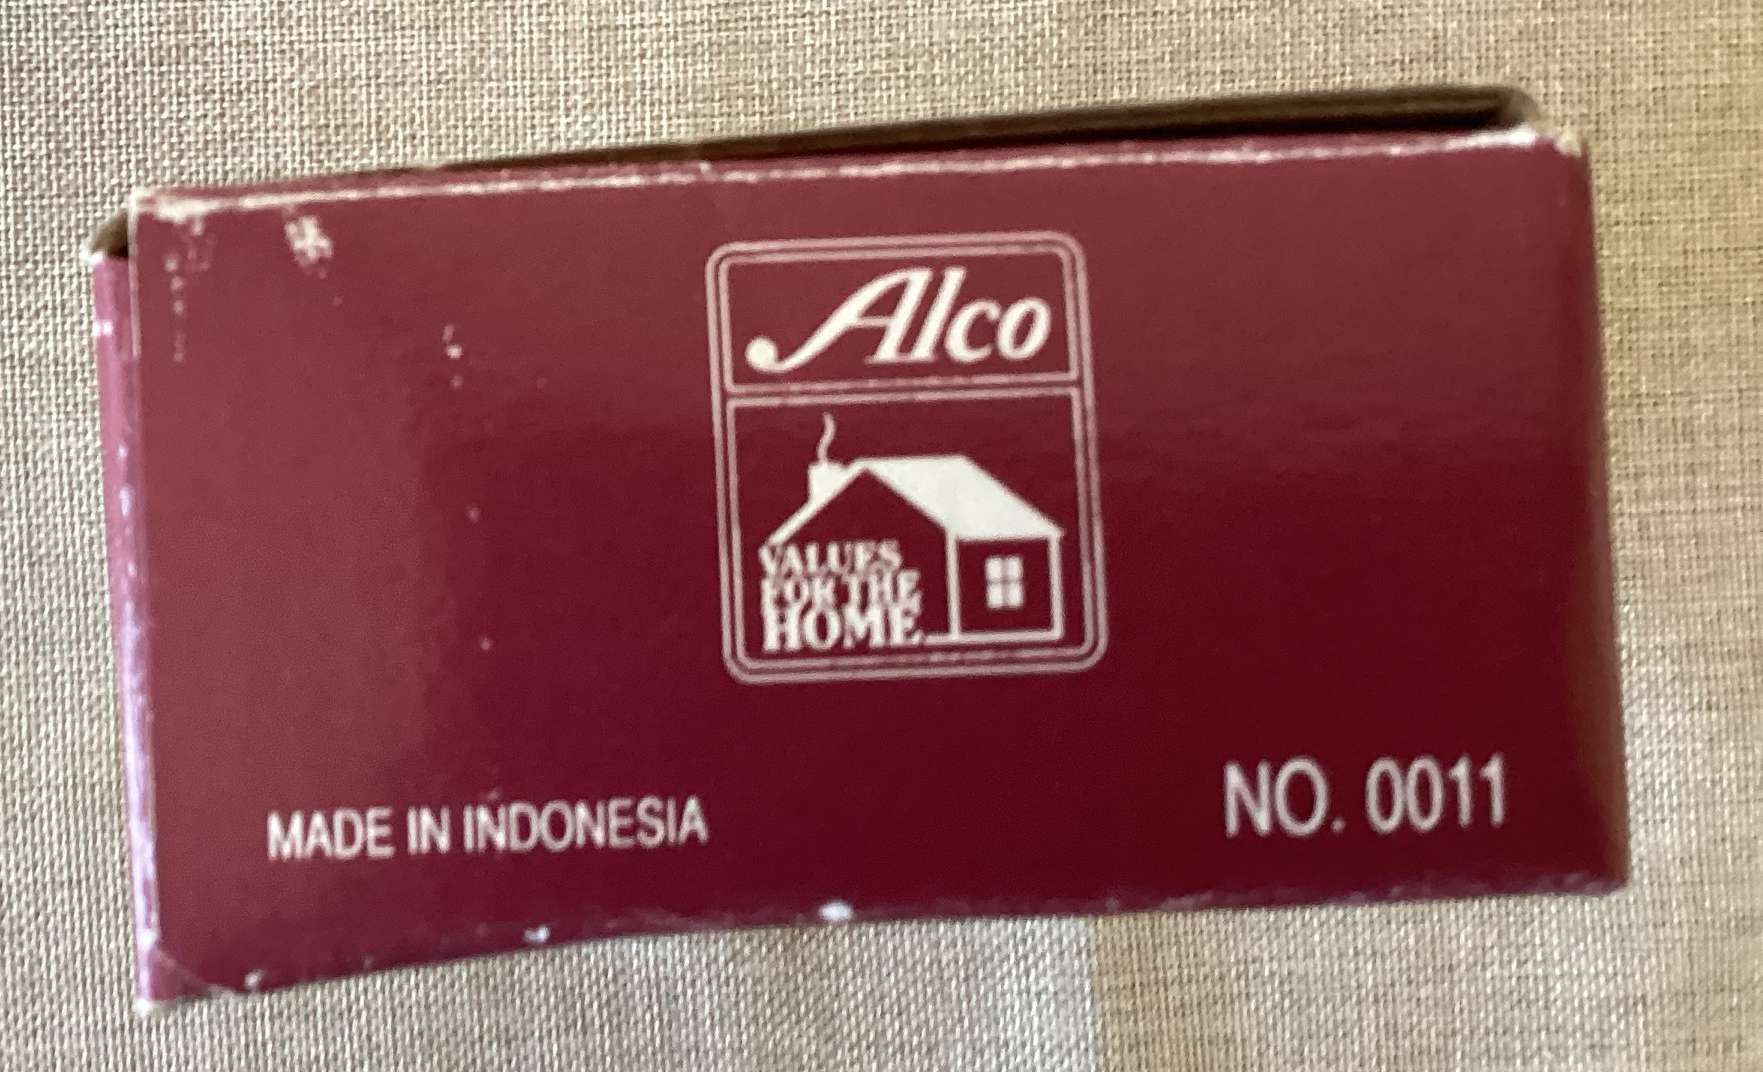 Alco
VALUES
FOR THE
HOME
MADE IN INDONESIA
NO. 0011